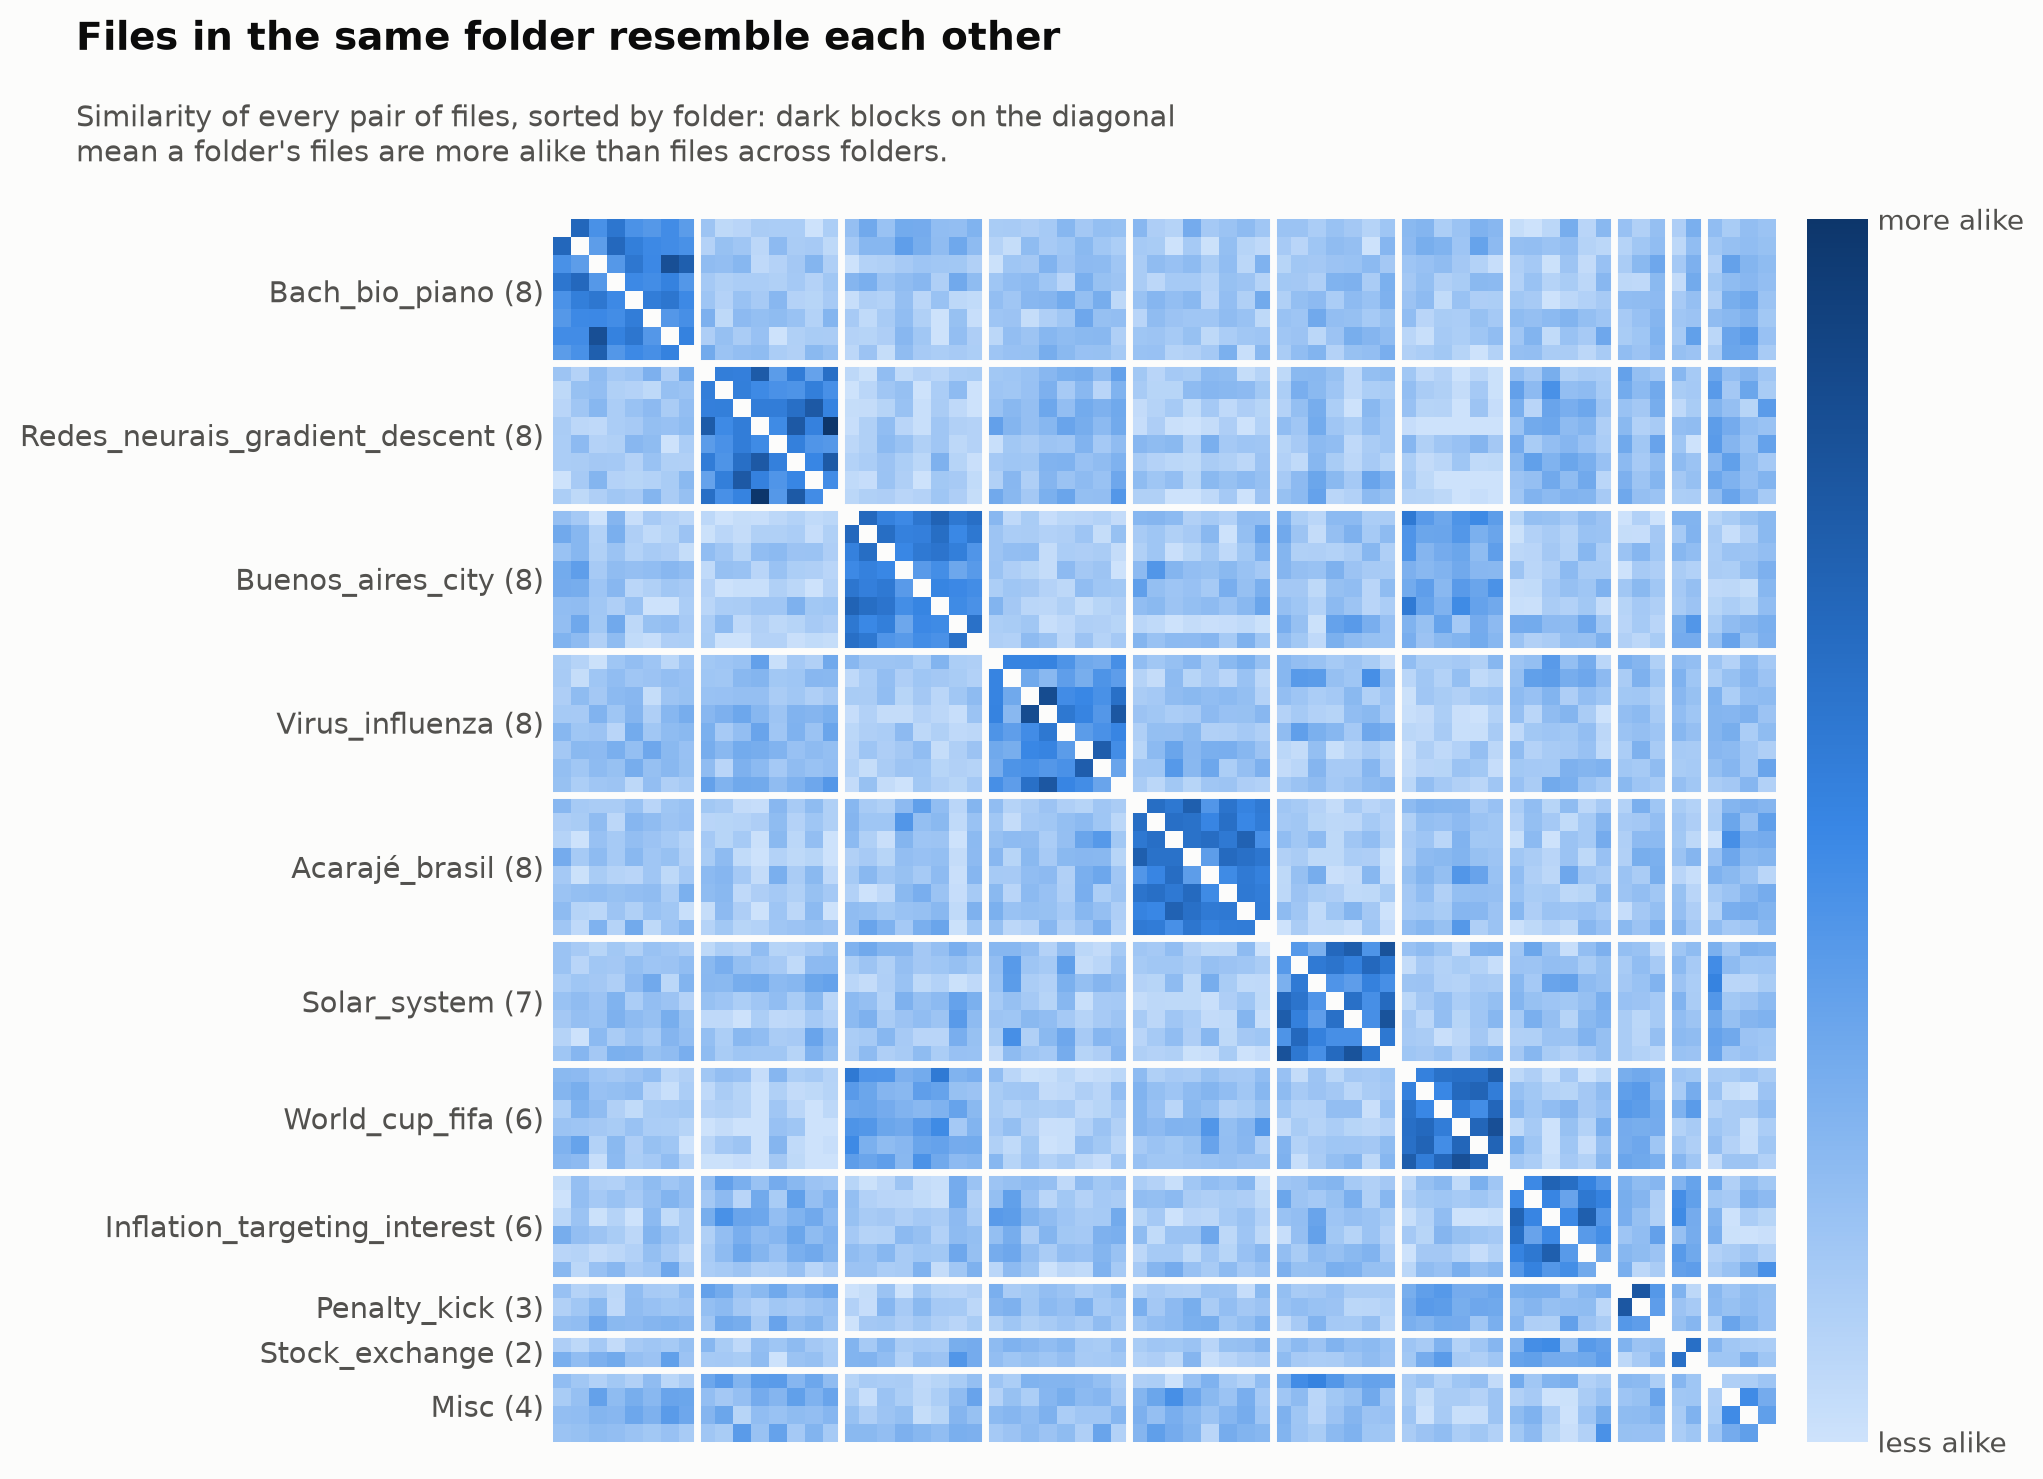 Files in the same folder resemble each other
Similarity of every pair of files, sorted by folder: dark blocks on the diagonal
mean a folder's files are more alike than files across folders.
more alike
Bach_bio_piano (8)
Redes_neurais_gradient_descent (8)
Buenos_aires_city (8)
Virus_influenza (8)
Acarajé_brasil (8)
Solar_system (7)
World_cup_fifa (6)
Inflation_targeting_interest (6)
Penalty_kick (3)
Stock_exchange (2)
Misc (4)
less alike